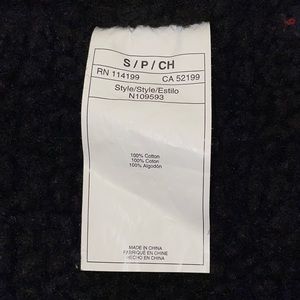 S / P / CH
RN 114199 CA 52199
Style/Style/Estilo
N109593
100% Cotton
100% Coton
100% Algodón
MADE IN CHINA
FABRIQUÉ EN CHINE
HECHO EN CHINA